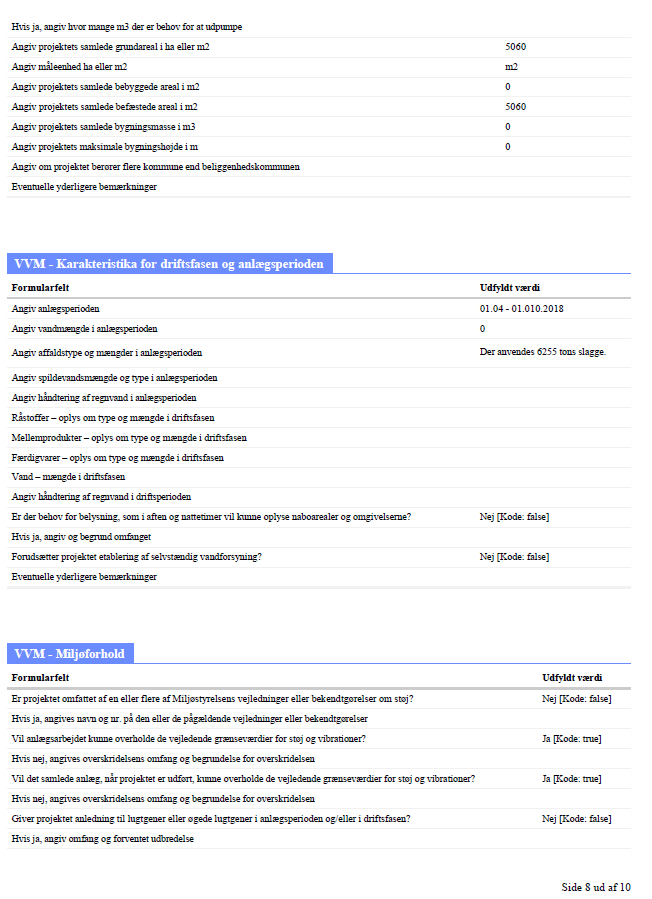 Hvis ja, angiv hvor mange m3 der er behov for at udpumpe
Angiv projektets samlede grundareal i ha eller m2 5060
Angiv måleenhed ha eller m2 m2
Angiv projektets samlede bebyggede areal i m2 0
Angiv projektets samlede befæstede areal i m2 5060
Angiv projektets samlede bygningsmasse i m3 0
Angiv projektets maksimale bygningshøjde i m 0
Angiv om projektet berører flere kommune end beliggenhedskommunen
Eventuelle yderligere bemærkninger
VVM - Karakteristika for driftsfasen og anlægsperioden
Formularfelt Udfyldt værdi
Angiv anlægsperioden 01.04 - 01.010.2018
Angiv vandmængde i anlægsperioden 0
Angiv affaldstype og mængder i anlægsperioden Der anvendes 6255 tons slagge.
Angiv spildevandsmængde og type i anlægsperioden
Angiv håndtering af regnvand i anlægsperioden
Råstoffer – oplys om type og mængde i driftsfasen
Mellemprodukter – oplys om type og mængde i driftsfasen
Færdigvarer – oplys om type og mængde i driftsfasen
Vand – mængde i driftsfasen
Angiv håndtering af regnvand i driftsperioden
Er der behov for belysning, som i aften og nattetimer vil kunne oplyse naboarealer og omgivelserne? Nej [Kode: false]
Hvis ja, angiv og begrund omfanget
Forudsætter projektet etablering af selvstændig vandforsyning? Nej [Kode: false]
Eventuelle yderligere bemærkninger
VVM - Miljøforhold
Formularfelt Udfyldt værdi
Er projektet omfattet af en eller flere af Miljøstyrelsens vejledninger eller bekendtgørelser om støj? Nej [Kode: false]
Hvis ja, angives navn og nr. på den eller de pågældende vejledninger eller bekendtgørelser
Vil anlægsarbejdet kunne overholde de vejledende grænseværdier for støj og vibrationer? Ja [Kode: true]
Hvis nej, angives overskridelsens omfang og begrundelse for overskridelsen
Vil det samlede anlæg, når projektet er udført, kunne overholde de vejledende grænseværdier for støj og vibrationer? Ja [Kode: true]
Hvis nej, angives overskridelsens omfang og begrundelse for overskridelsen
Giver projektet anledning til lugtgener eller øgede lugtgener i anlægsperioden og/eller i driftsfasen? Nej [Kode: false]
Hvis ja, angiv omfang og forventet udbredelse
Side 8 ud af 10